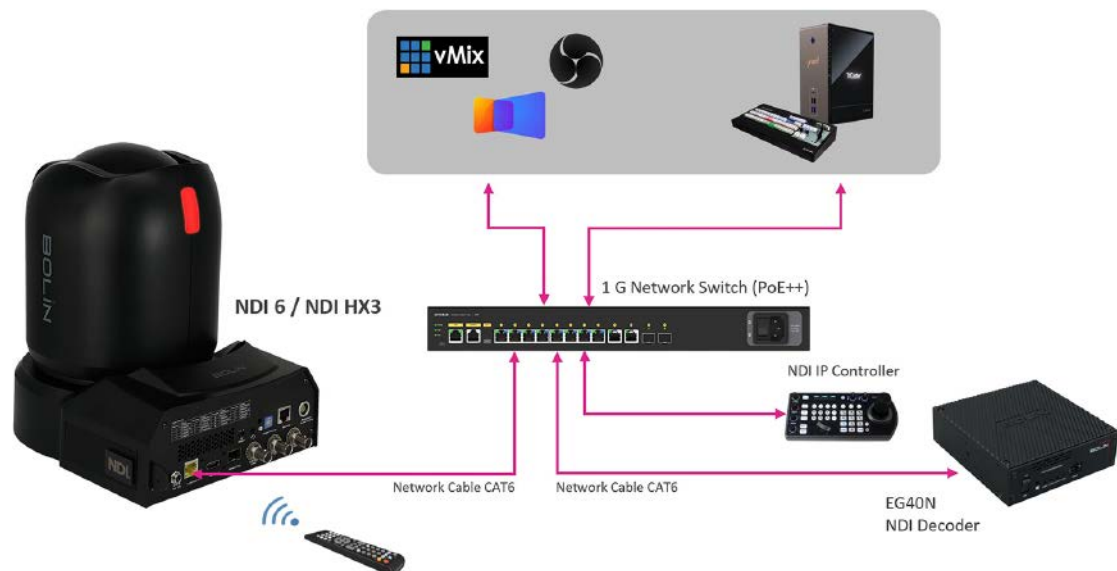 vMix
BOLIN
NDI 6 / NDI HX3
1 G Network Switch (PoE++)
NDI IP Controller
NDI
Network Cable CAT6
Network Cable CAT6
EG40N
NDI Decoder